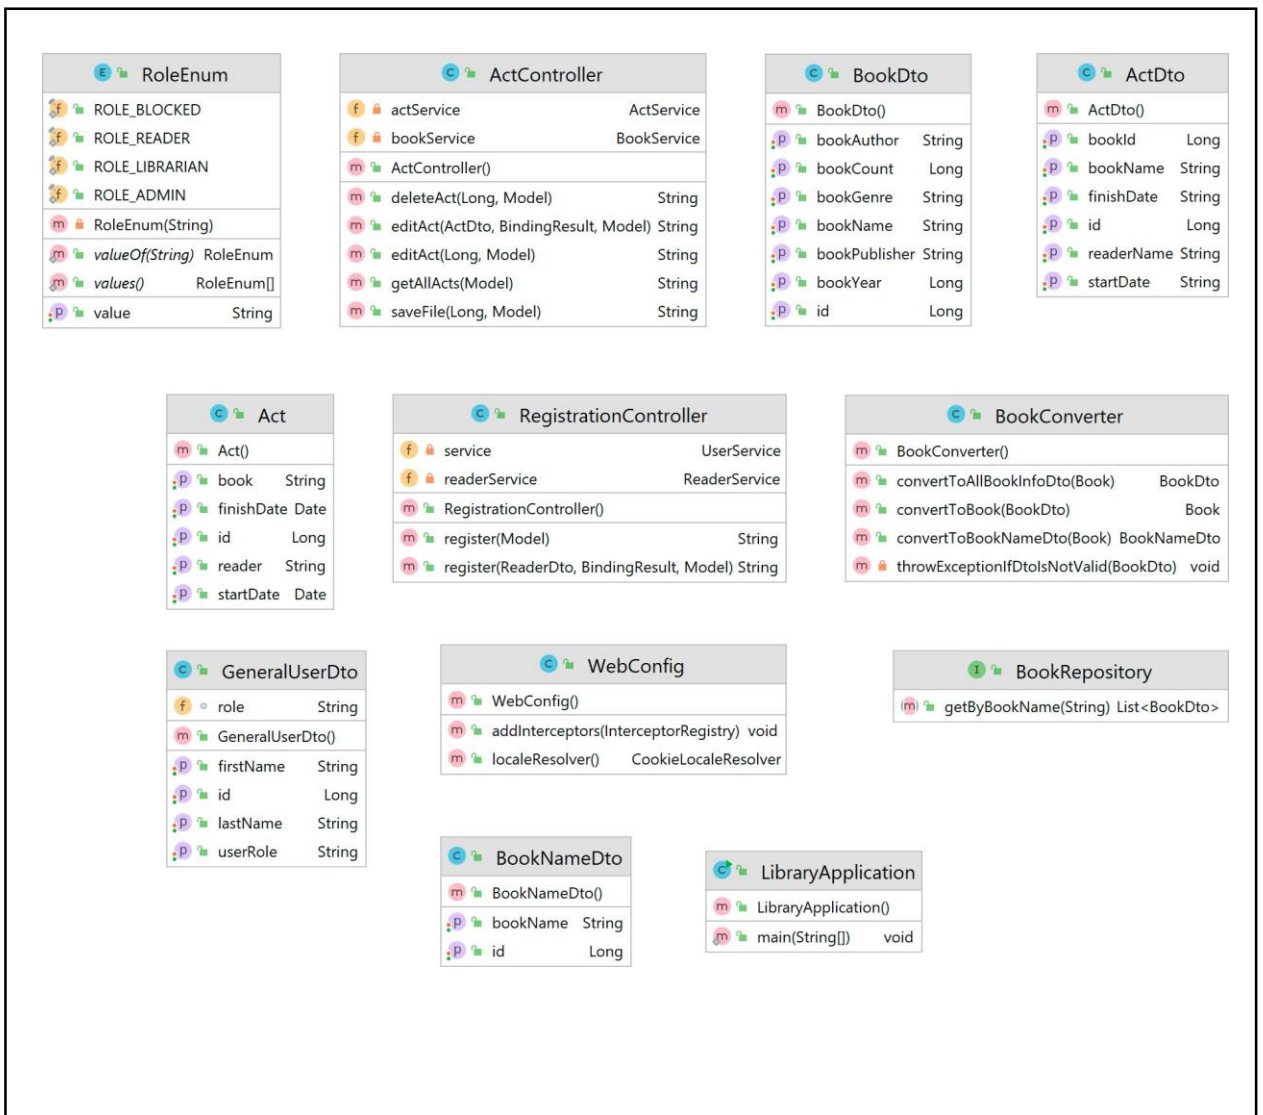 RoleEnum
ROLE_BLOCKED
ROLE_READER
ROLE_LIBRARIAN
ROLE_ADMIN
RoleEnum(String)
valueOf(String) RoleEnum
values() RoleEnum[]
value String
ActController
actService ActService
bookService BookService
ActController()
deleteAct(Long, Model) String
editAct(ActDto, BindingResult, Model) String
editAct(Long, Model) String
getAllActs(Model) String
saveFile(Long, Model) String
BookDto
BookDto()
bookAuthor String
bookCount Long
bookGenre String
bookName String
bookPublisher String
bookYear Long
id Long
ActDto
ActDto()
bookId Long
bookName String
finishDate String
id Long
readerName String
startDate String
Act
Act()
book String
finishDate Date
id Long
reader String
startDate Date
RegistrationController
service UserService
readerService ReaderService
RegistrationController()
register(Model) String
register(ReaderDto, BindingResult, Model) String
BookConverter
BookConverter()
convertToAllBookInfoDto(Book) BookDto
convertToBook(BookDto) Book
convertToBookNameDto(Book) BookNameDto
throwExceptionIfDtoIsNotValid(BookDto) void
GeneralUserDto
role String
GeneralUserDto()
firstName String
id Long
lastName String
userRole String
WebConfig
WebConfig()
addInterceptors(InterceptorRegistry) void
localeResolver() CookieLocaleResolver
BookRepository
getByBookName(String) List<BookDto>
BookNameDto
BookNameDto()
bookName String
id Long
LibraryApplication
LibraryApplication()
main(String[]) void